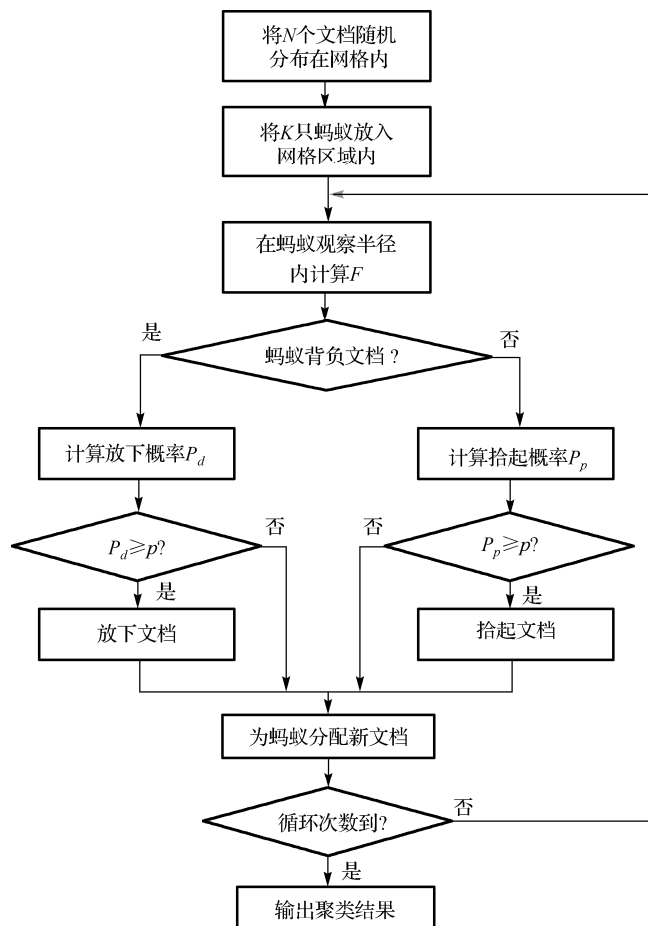 将N个文档随机
分布在网格内
将K只蚂蚁放入
网格区域内
在蚂蚁观察半径
内计算F
蚂蚁背负文档？
是
否
计算放下概率P_d
计算拾起概率P_p
P_d≥p?
否
是
否
P_p≥p?
是
放下文档
拾起文档
为蚂蚁分配新文档
循环次数到?
否
是
输出聚类结果